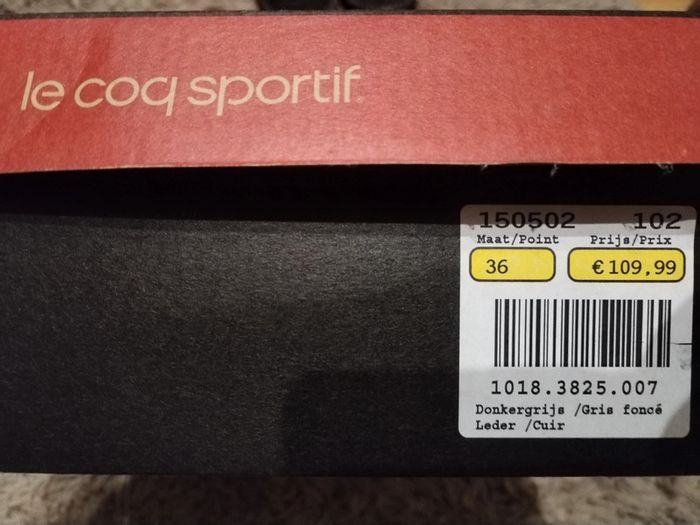 le coq sportif
150502 102
Maat/Point Prijs/Prix
36 € 109,99
1018.3825.007
Donkergrijs /Gris foncé
Leder /Cuir